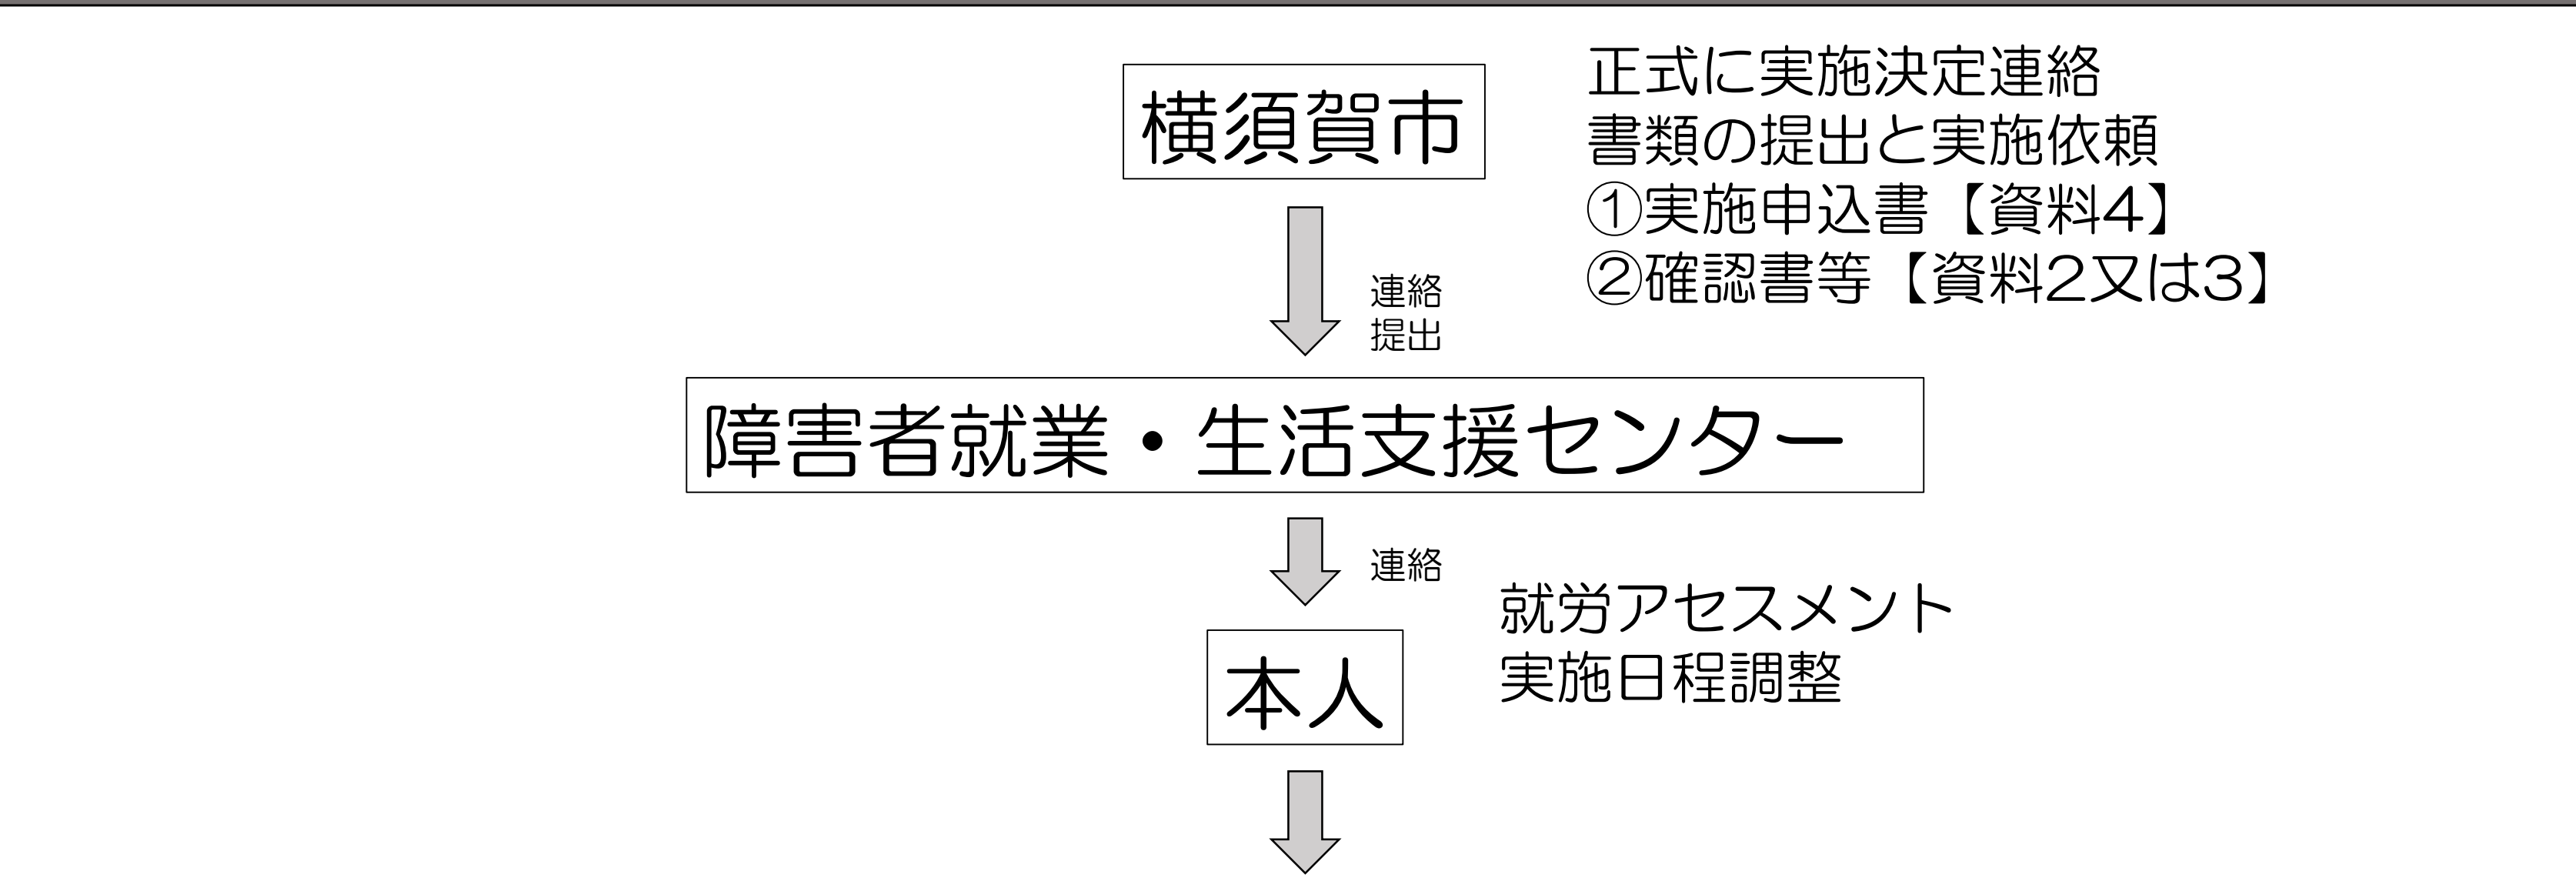 横須賀市
正式に実施決定連絡
書類の提出と実施依頼
①実施申込書【資料4】
②確認書等【資料2又は3】
連絡
提出
障害者就業・生活支援センター
連絡
就労アセスメント
実施日程調整
本人